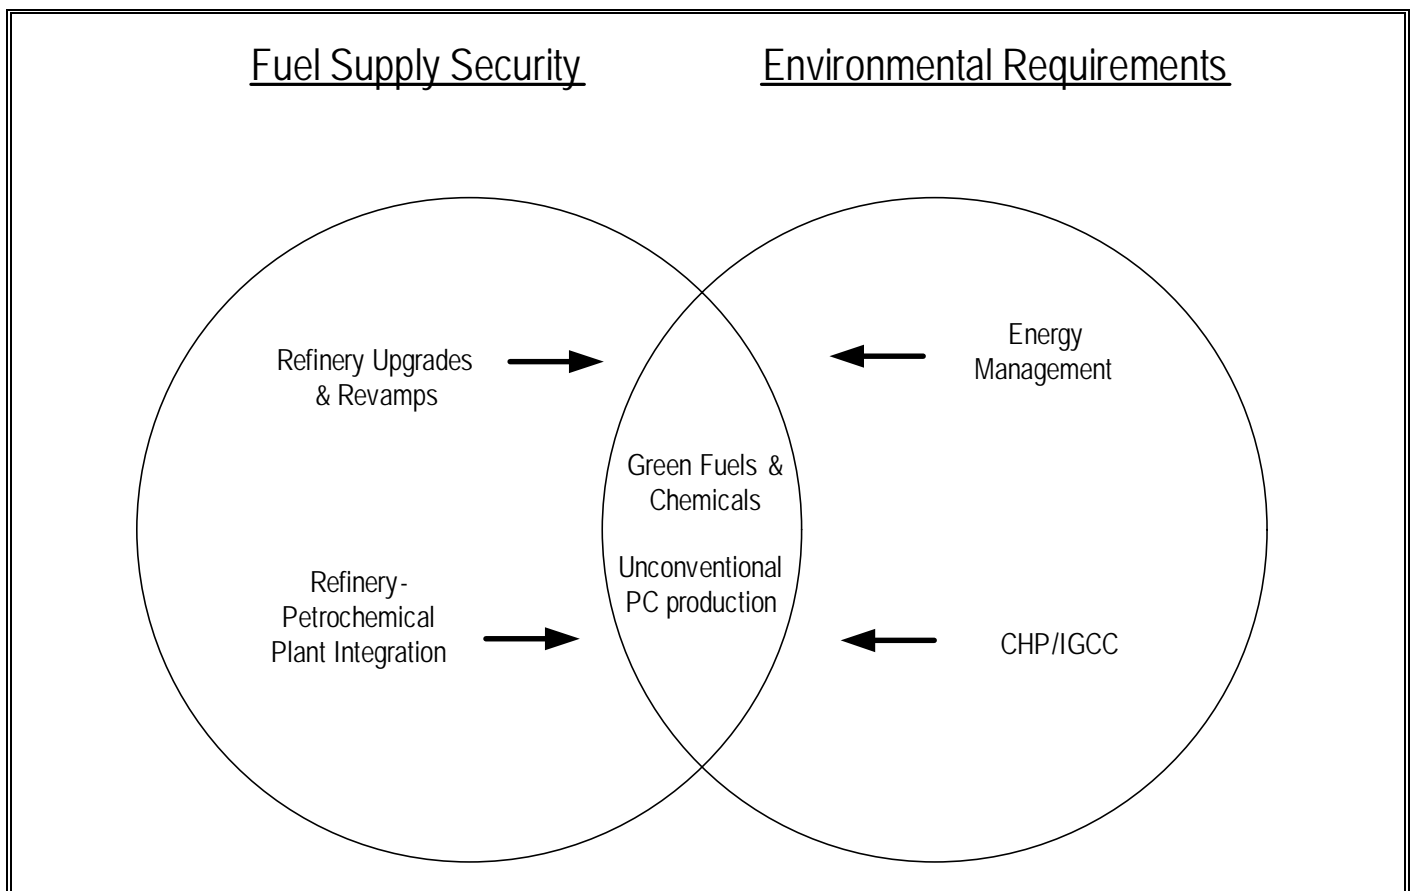 Fuel Supply Security
Environmental Requirements
Refinery Upgrades
& Revamps
Refinery-
Petrochemical
Plant Integration
Green Fuels &
Chemicals
Unconventional
PC production
Energy
Management
CHP/IGCC